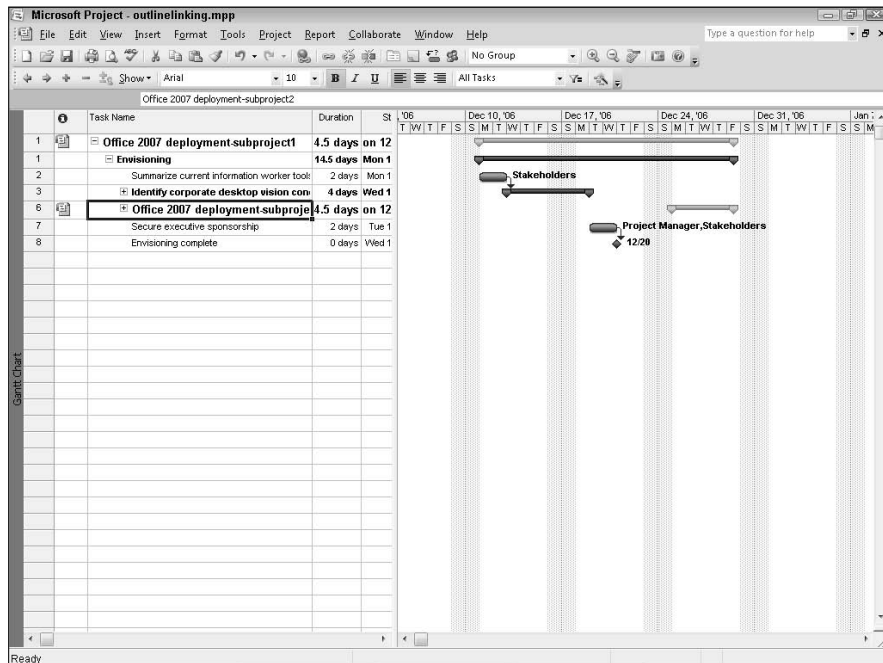 Microsoft Project - outlinelinking.mpp
File Edit View Insert Format Tools Project Report Collaborate Window Help
Type a question for help
No Group
Show Arial 10 B I U All Tasks
Office 2007 deployment-subproject2
Task Name Duration St , '06 Dec 10, '06 Dec 17, '06 Dec 24, '06 Dec 31, '06 Jan
T W T F S S M T W T F S S M T W T F S S M T W T F S S M T W T F S S M
1 Office 2007 deployment-subproject1 4.5 days on 12
1 Envisioning 14.5 days Mon 1
2 Summarize current information worker tools 2 days Mon 1 Stakeholders
3 Identify corporate desktop vision con 4 days Wed 1
6 Office 2007 deployment-subproje 4.5 days on 12
7 Secure executive sponsorship 2 days Tue 1 Project Manager,Stakeholders
8 Envisioning complete 0 days Wed 1 12/20
Gantt Chart
Ready